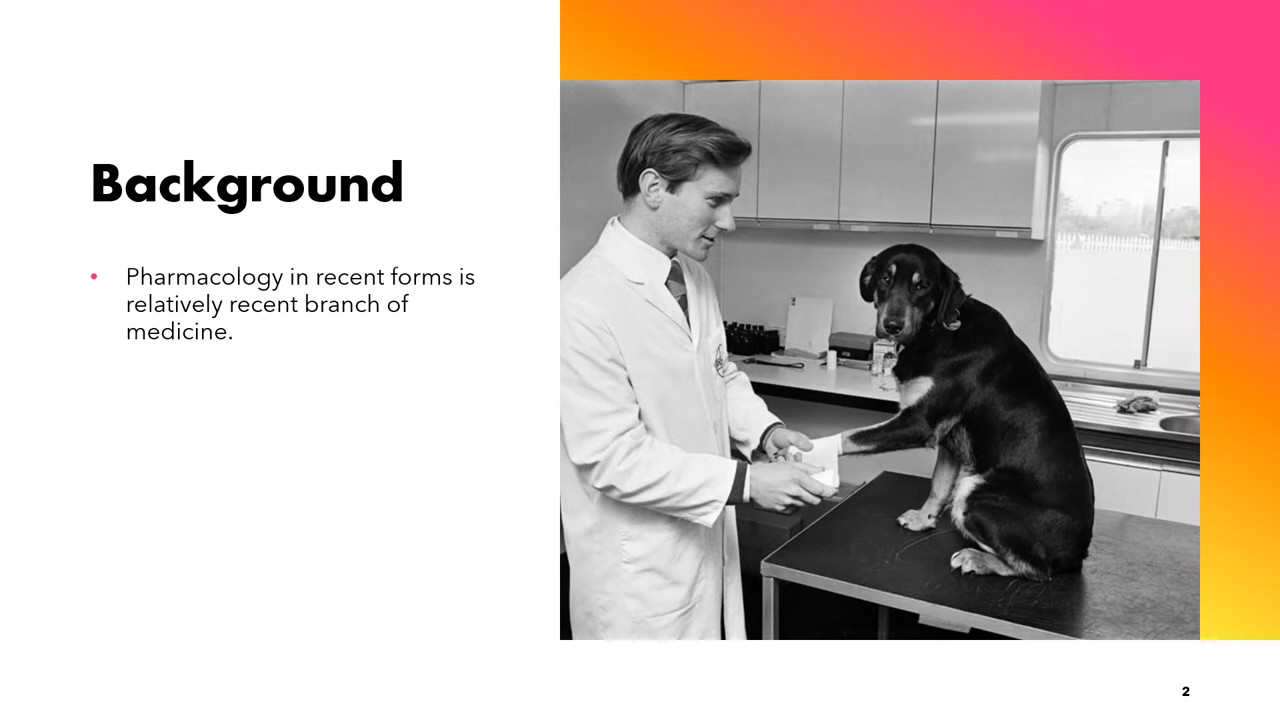 Background
• Pharmacology in recent forms is
relatively recent branch of
medicine.
2